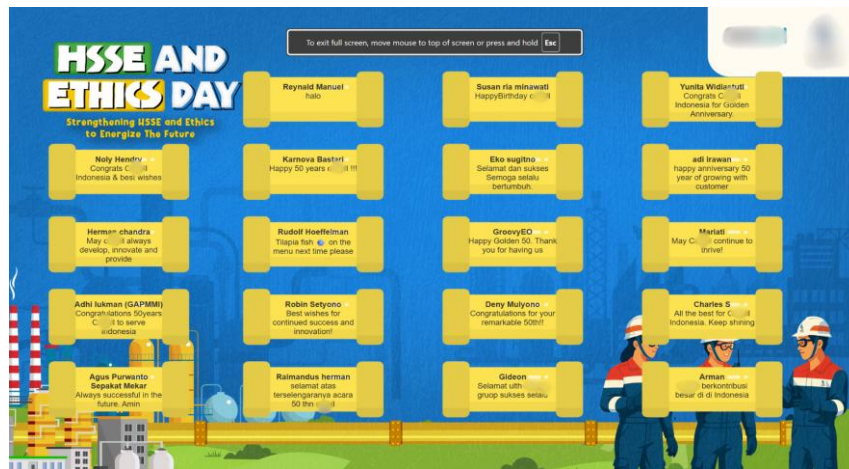 To exit full screen, move mouse to top of screen or press and hold Esc
HSSE AND
ETHICS DAY
Strengthening HSSE and Ethics
to Energize The Future
Reynald Manuel
halo
Susan ria minawati
HappyBirthday
Yunita Widiastuti
Congrats
Indonesia for Golden
Anniversary.
Noly Hendry
Congrats
Indonesia & best wishes
Karnova Bastari
Happy 50 years !!!
Eko sugitno
Selamat dan sukses
Semoga selalu
bertumbuh.
adi irawan
happy anniversary 50
year of growing with
customer
Herman chandra
May always
develop, innovate and
provide
Rudolf Hoeffelman
Tilapia fish on the
menu next time please
GroovyEO
Happy Golden 50. Thank
you for having us
Mariati
May continue to
thrive!
Adhi lukman (GAPMMI)
Congratulations 50years
to serve
indonesia
Robin Setyono
Best wishes for
continued success and
innovation!
Deny Mulyono
Congratulations for your
remarkable 50th!!
Charles S
All the best for
Indonesia. Keep shining
Agus Purwanto
Sepakat Mekar
Always successful in the
future. Amin
Raimandus herman
selamat atas
terselengaranya acara
50 thn
Gideon
Selamat ulth
gruop sukses selalu
Arman
berkontribusi
besar di di Indonesia